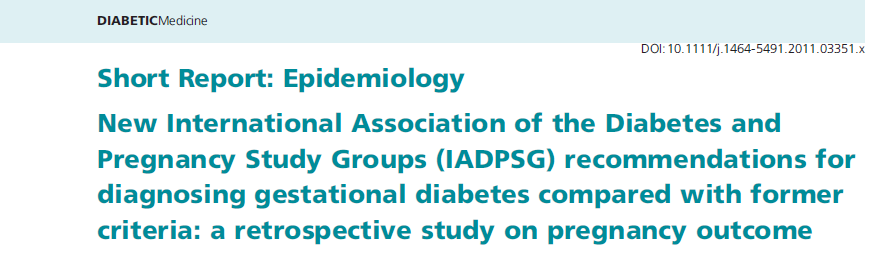 DIABETICMedicine
DOI: 10.1111/j.1464-5491.2011.03351.x
Short Report: Epidemiology
New International Association of the Diabetes and
Pregnancy Study Groups (IADPSG) recommendations for
diagnosing gestational diabetes compared with former
criteria: a retrospective study on pregnancy outcome